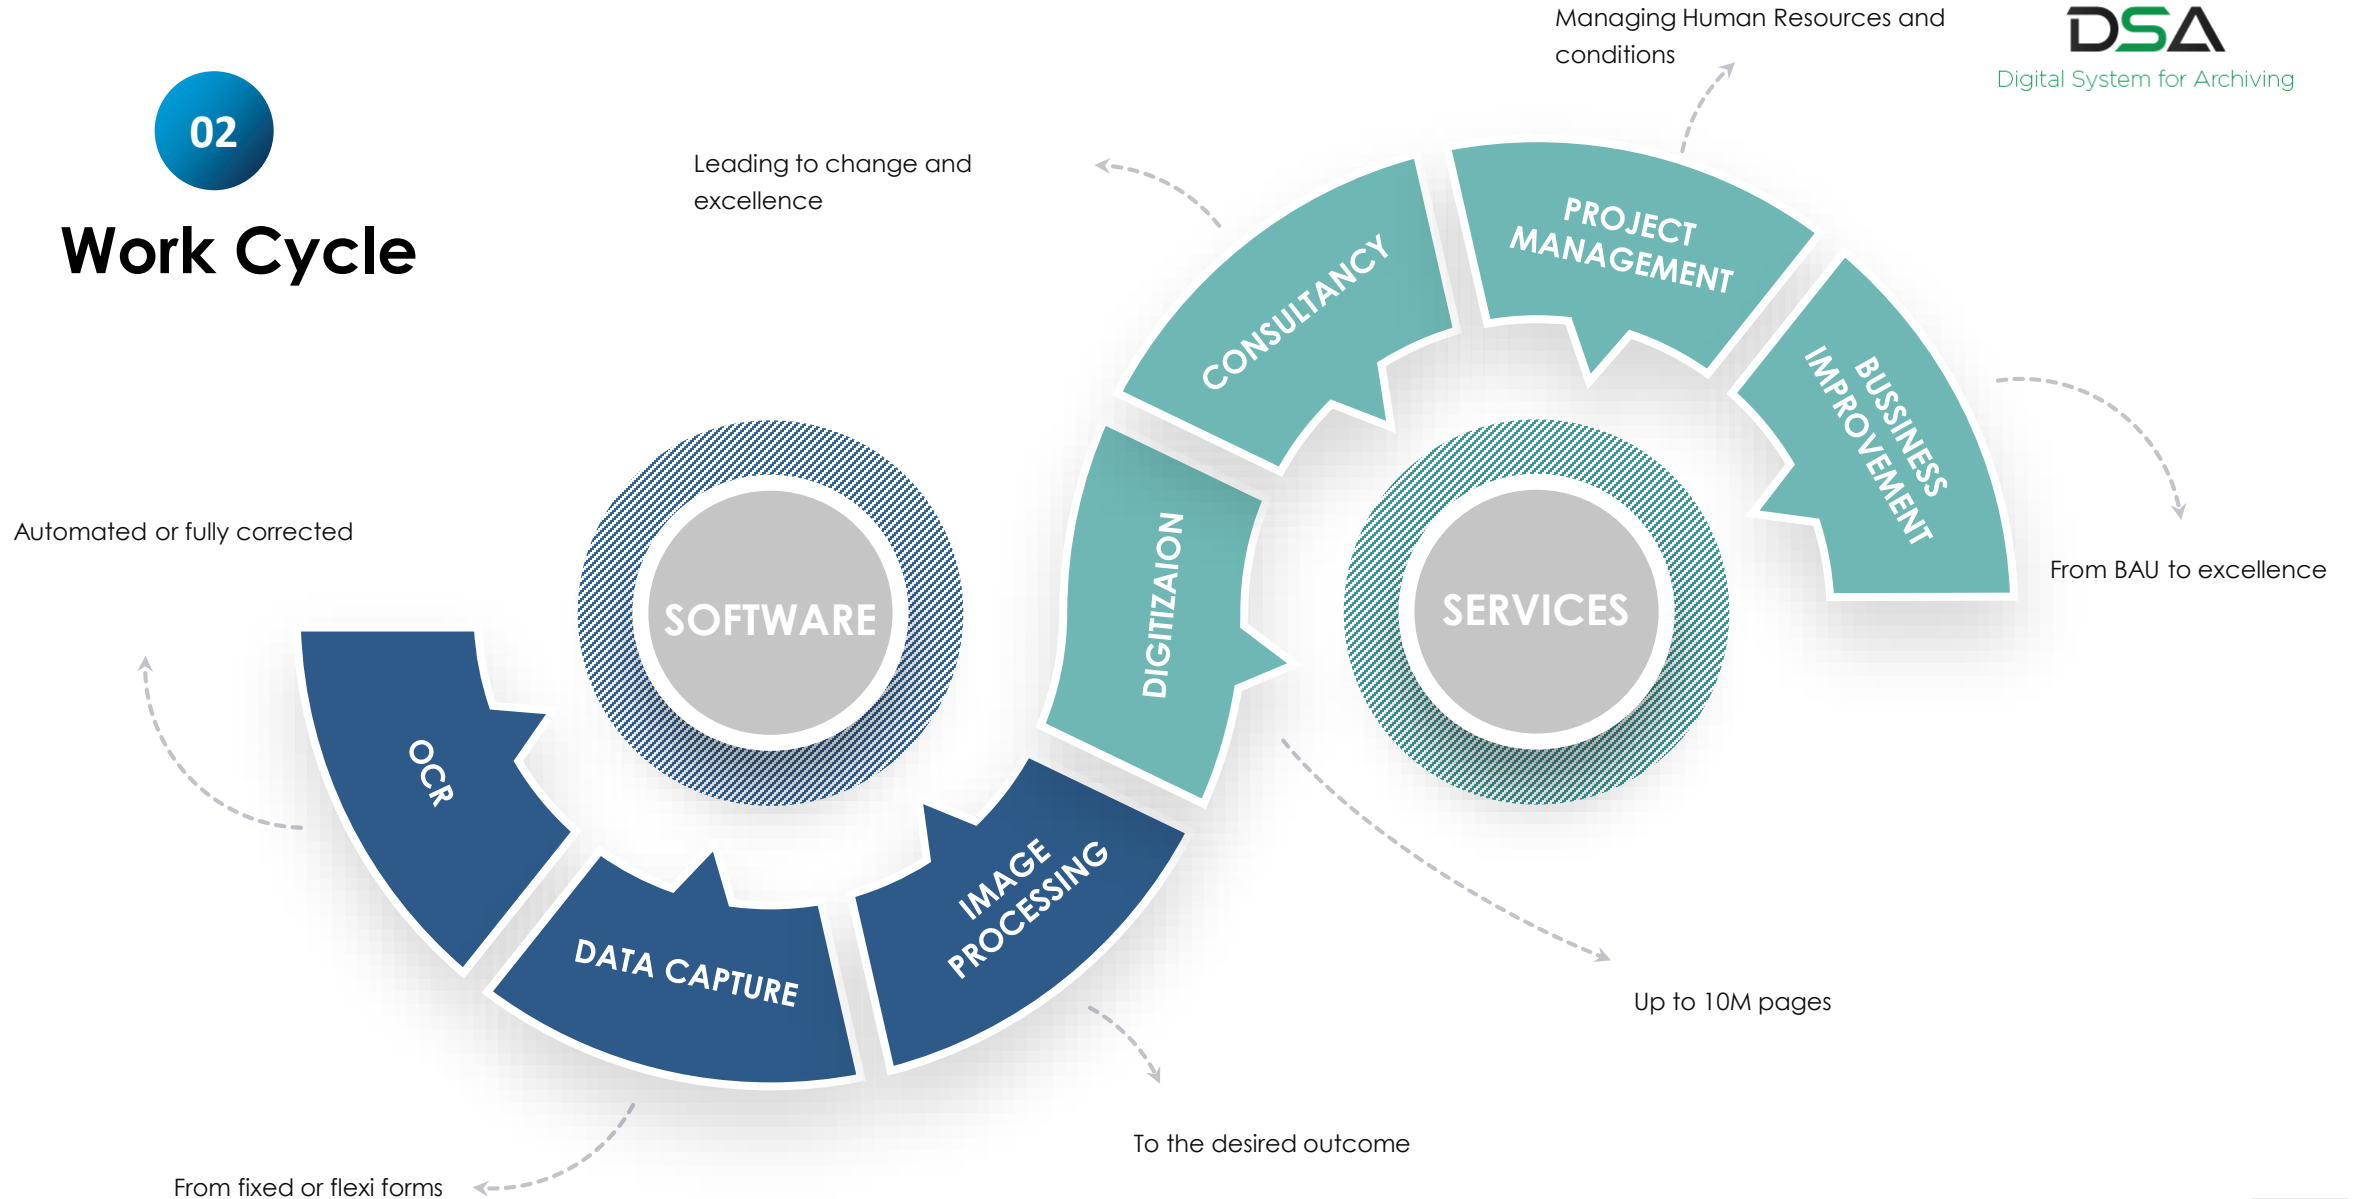 Managing Human Resources and
conditions
DSA
Digital System for Archiving
02
Work Cycle
Leading to change and
excellence
PROJECT
MANAGEMENT
CONSULTANCY
BUSSINESS
IMPROVEMENT
Automated or fully corrected
DIGITIZAION
From BAU to excellence
SOFTWARE
SERVICES
OCR
IMAGE
PROCESSING
DATA CAPTURE
Up to 10M pages
To the desired outcome
From fixed or flexi forms